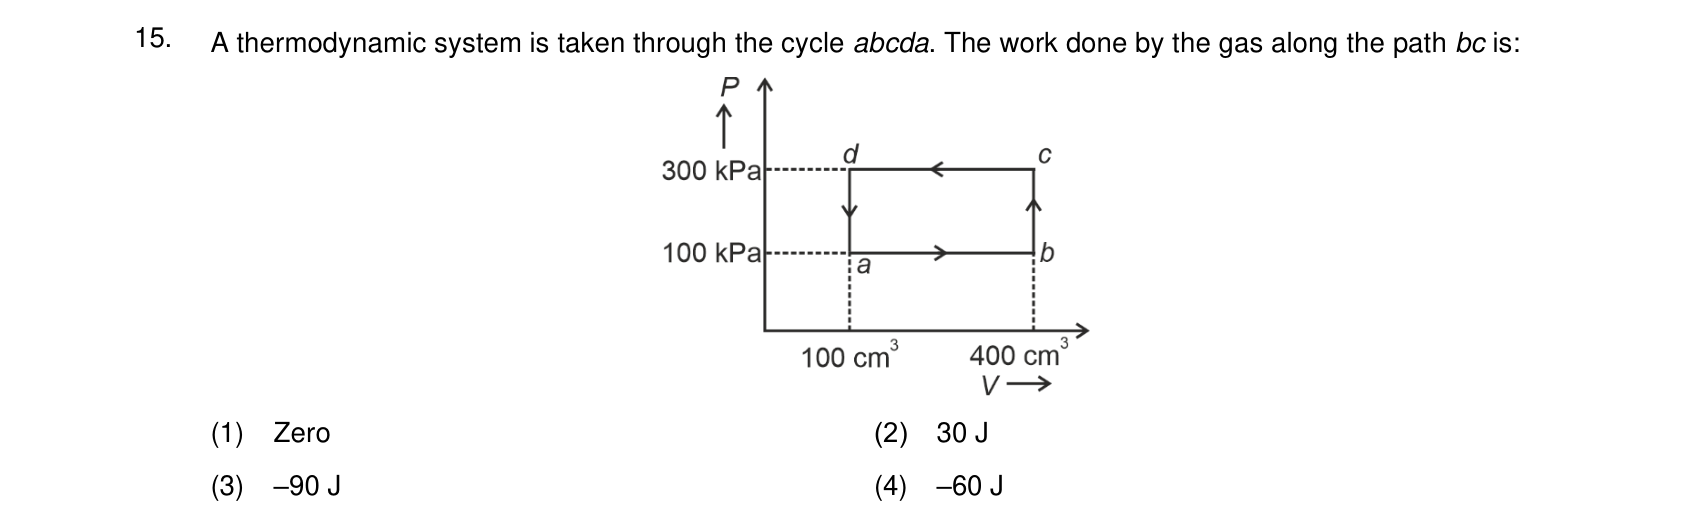 15. A thermodynamic system is taken through the cycle abcda. The work done by the gas along the path bc is:
P
d
c
300 kPa
100 kPa
a
b
100 cm³
400 cm³
V
(1) Zero (2) 30 J
(3) –90 J (4) –60 J